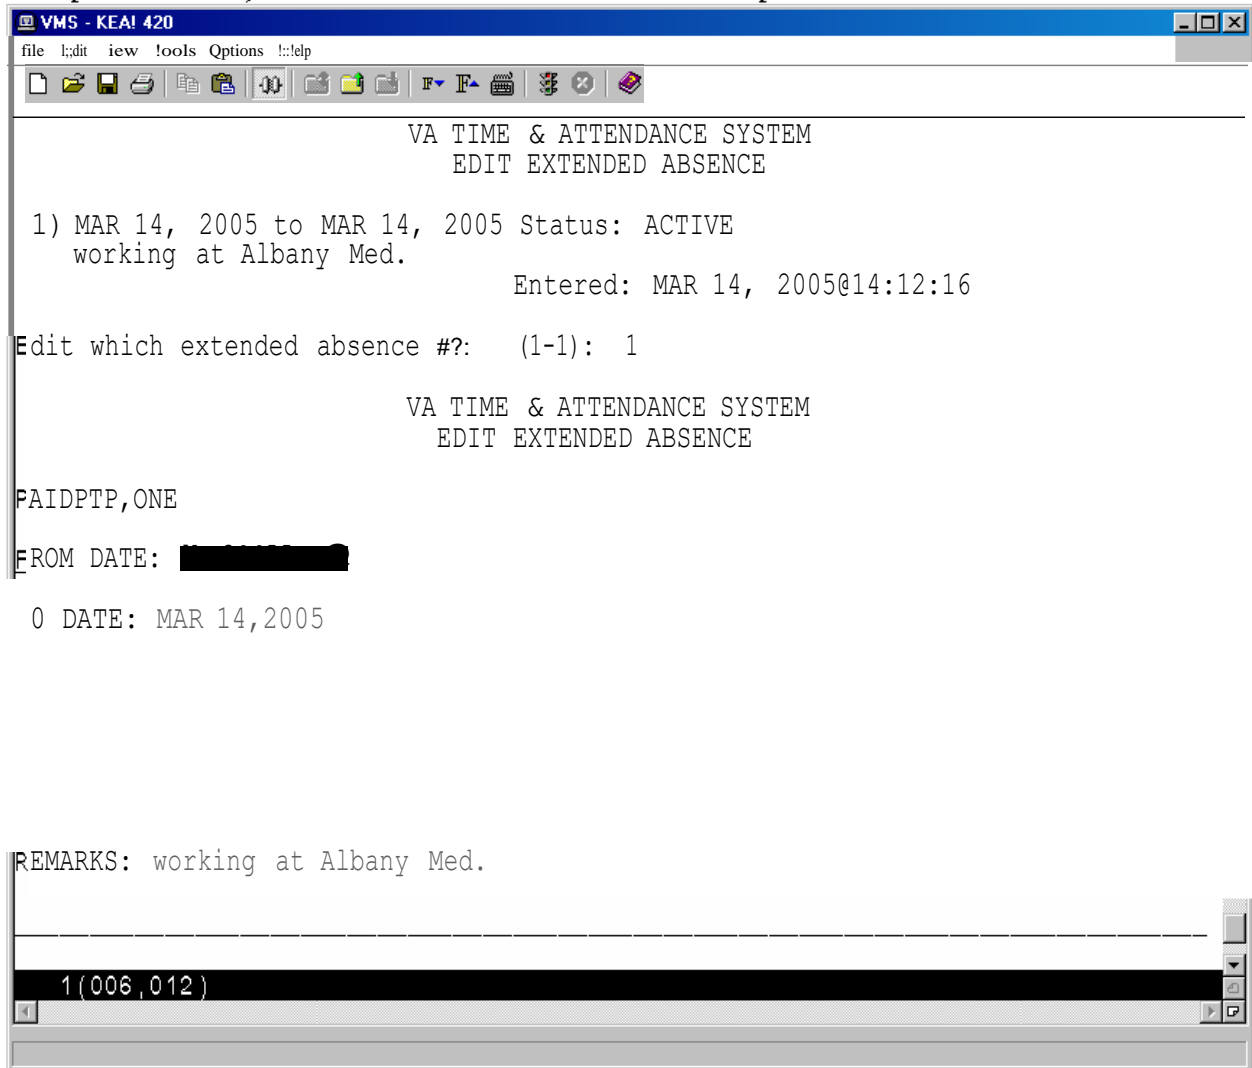 VMS - KEA! 420
file l;;dit iew !ools Qptions !:::!elp
VA TIME & ATTENDANCE SYSTEM
EDIT EXTENDED ABSENCE
1) MAR 14, 2005 to MAR 14, 2005 Status: ACTIVE
working at Albany Med.
Entered: MAR 14, 2005@14:12:16
Edit which extended absence #?: (1-1): 1
VA TIME & ATTENDANCE SYSTEM
EDIT EXTENDED ABSENCE
PAIDPTP,ONE
FROM DATE:
0 DATE: MAR 14,2005
REMARKS: working at Albany Med.
1(006,012)